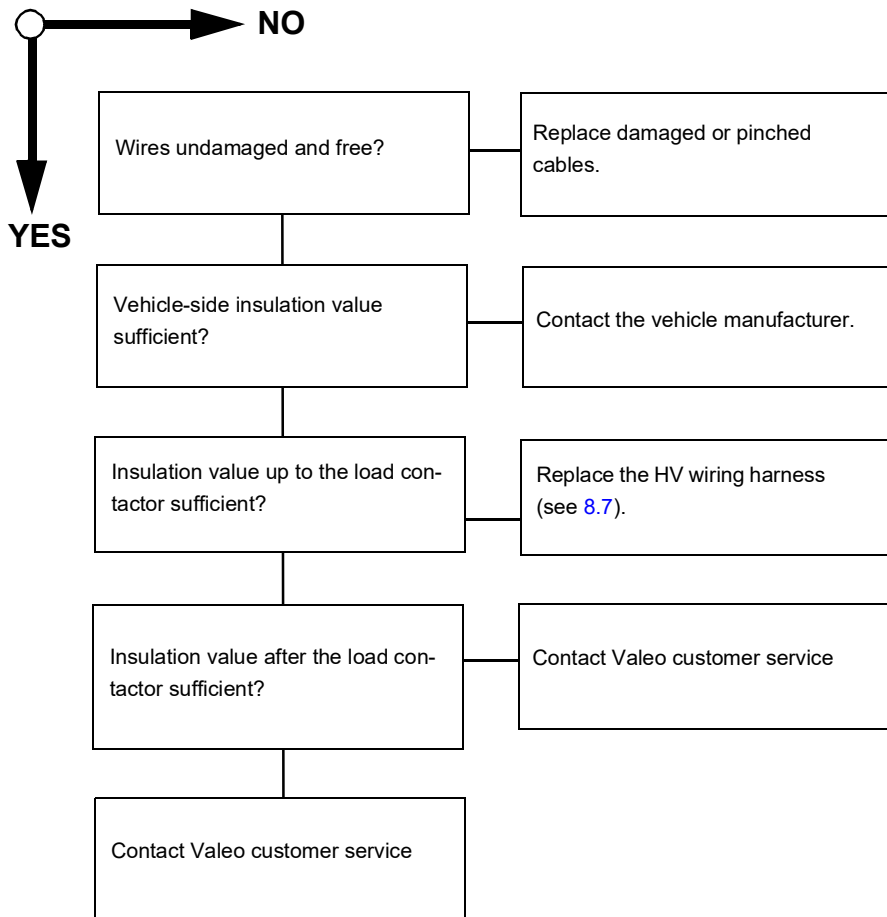 NO
YES
Wires undamaged and free?
Replace damaged or pinched
cables.
Vehicle-side insulation value
sufficient?
Contact the vehicle manufacturer.
Insulation value up to the load con-
tactor sufficient?
Replace the HV wiring harness
(see 8.7).
Insulation value after the load con-
tactor sufficient?
Contact Valeo customer service
Contact Valeo customer service